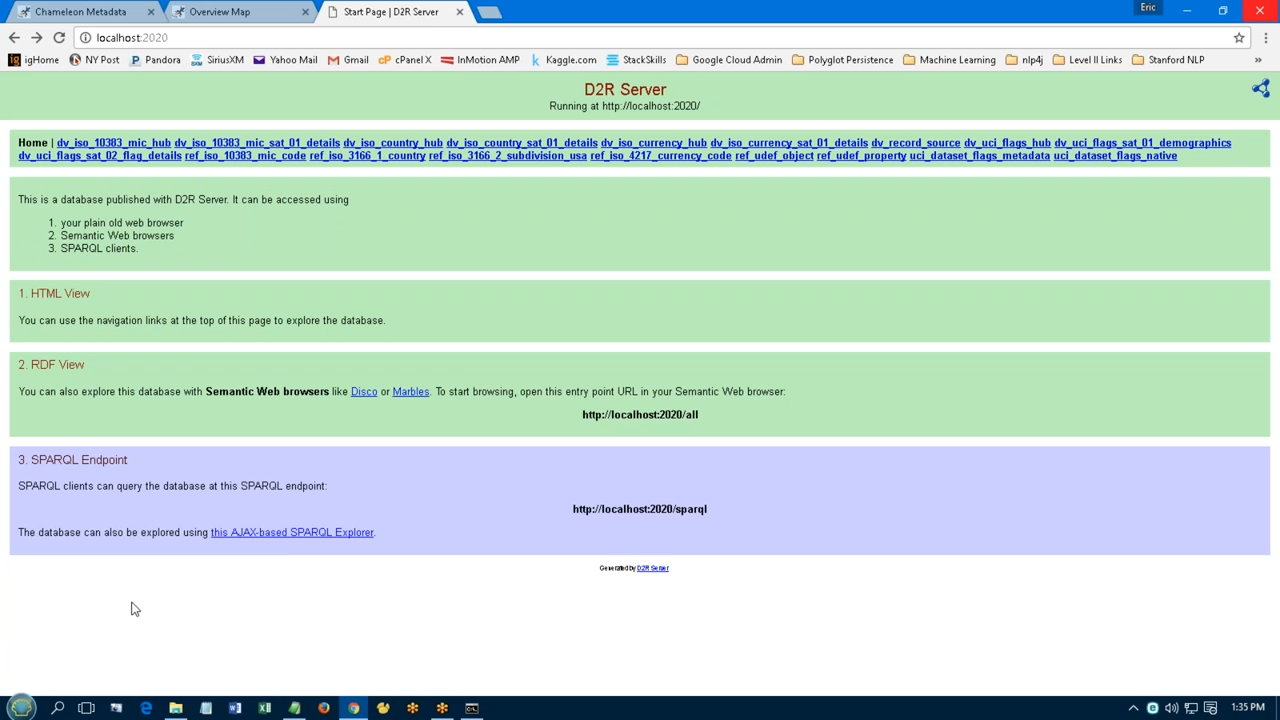 Chameleon Metadata
Overview Map
Start Page | D2R Server
Eric
localhost:2020
igHome NY Post Pandora SiriusXM Yahoo Mail Gmail cPanel X InMotion AMP Kaggle.com StackSkills Google Cloud Admin Polyglot Persistence Machine Learning nlp4j Level II Links Stanford NLP »
D2R Server
Running at http://localhost:2020/
Home | dv_iso_10383_mic_hub dv_iso_10383_mic_sat_01_details dv_iso_country_hub dv_iso_country_sat_01_details dv_iso_currency_hub dv_iso_currency_sat_01_details dv_record_source dv_uci_flags_hub dv_uci_flags_sat_01_demographics
dv_uci_flags_sat_02_flag_details ref_iso_10383_mic_code ref_iso_3166_1_country ref_iso_3166_2_subdivision_usa ref_iso_4217_currency_code ref_udef_object ref_udef_property uci_dataset_flags_metadata uci_dataset_flags_native
This is a database published with D2R Server. It can be accessed using
1. your plain old web browser
2. Semantic Web browsers
3. SPARQL clients.
1. HTML View
You can use the navigation links at the top of this page to explore the database.
2. RDF View
You can also explore this database with Semantic Web browsers like Disco or Marbles. To start browsing, open this entry point URL in your Semantic Web browser:
http://localhost:2020/all
3. SPARQL Endpoint
SPARQL clients can query the database at this SPARQL endpoint:
http://localhost:2020/sparql
The database can also be explored using this AJAX-based SPARQL Explorer.
Generated by D2R Server
1:35 PM